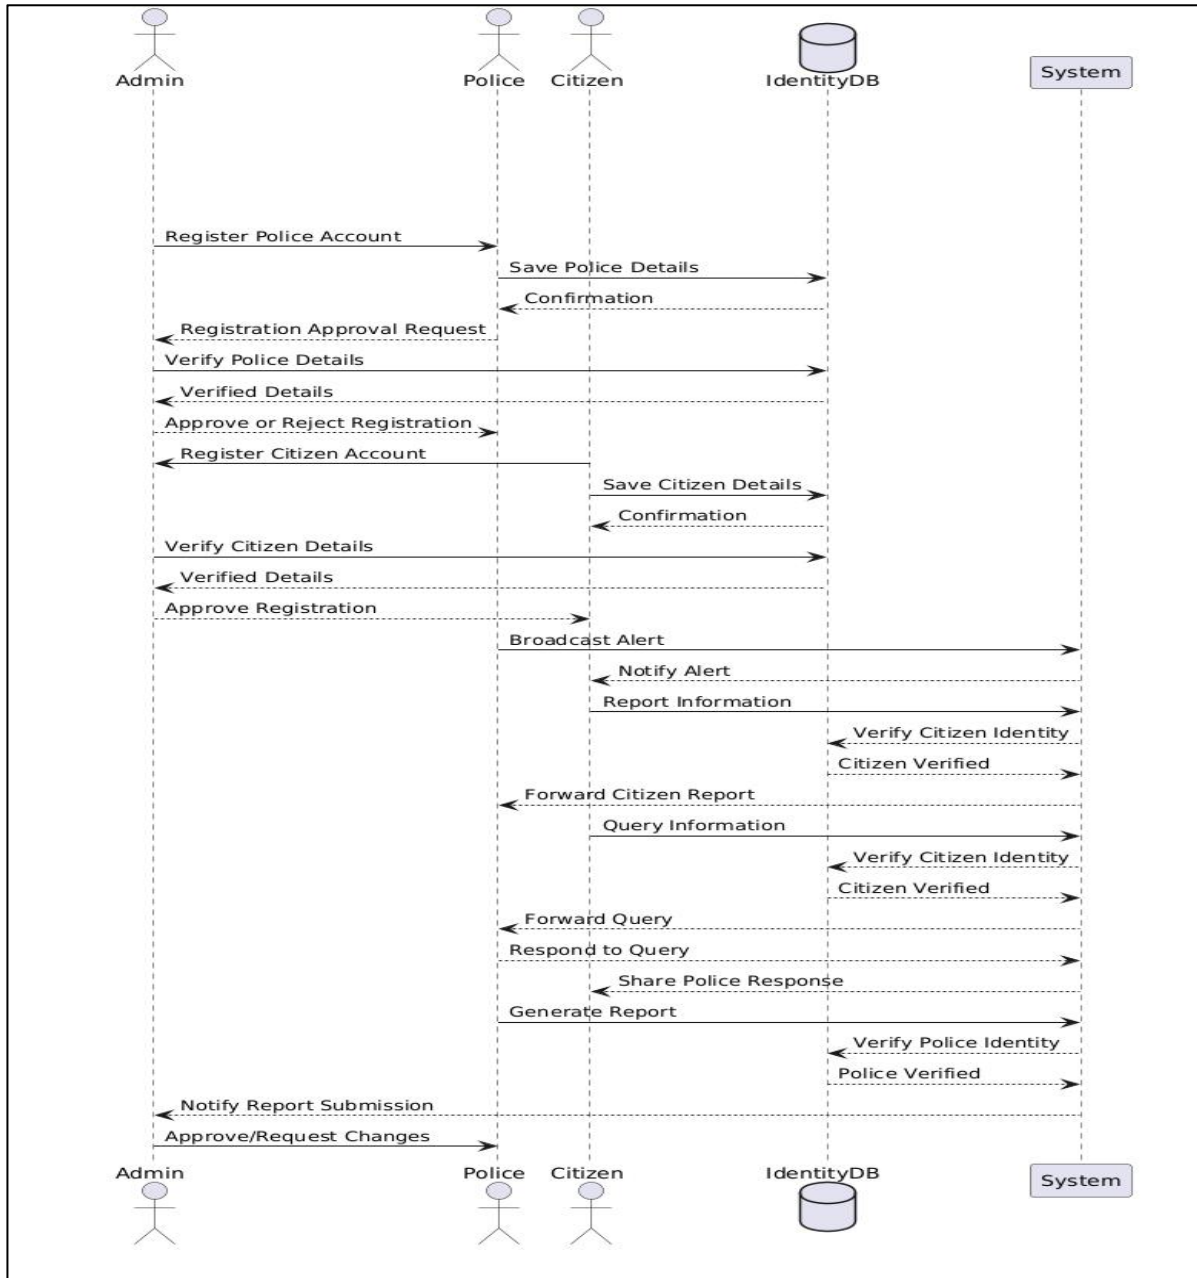 Admin
Police
Citizen
IdentityDB
System
Register Police Account
Save Police Details
Confirmation
Registration Approval Request
Verify Police Details
Verified Details
Approve or Reject Registration
Register Citizen Account
Save Citizen Details
Confirmation
Verify Citizen Details
Verified Details
Approve Registration
Broadcast Alert
Notify Alert
Report Information
Verify Citizen Identity
Citizen Verified
Forward Citizen Report
Query Information
Verify Citizen Identity
Citizen Verified
Forward Query
Respond to Query
Share Police Response
Generate Report
Verify Police Identity
Police Verified
Notify Report Submission
Approve/Request Changes
Admin
Police
Citizen
IdentityDB
System